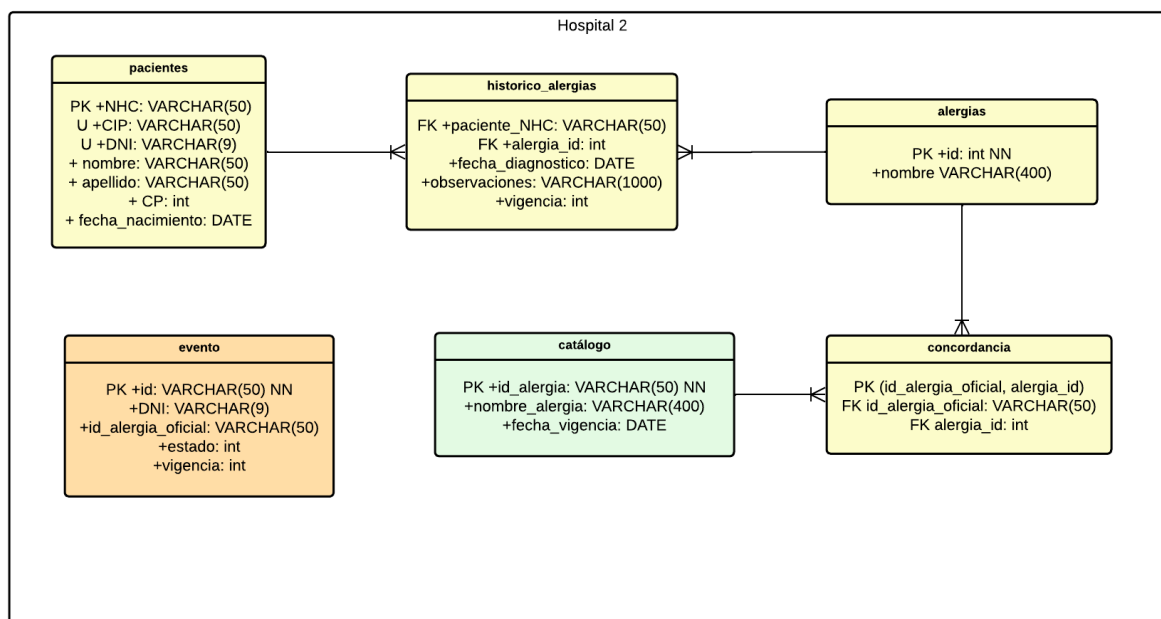 Hospital 2
pacientes
PK +NHC: VARCHAR(50)
U +CIP: VARCHAR(50)
U +DNI: VARCHAR(9)
+ nombre: VARCHAR(50)
+ apellido: VARCHAR(50)
+ CP: int
+ fecha_nacimiento: DATE
historico_alergias
FK +paciente_NHC: VARCHAR(50)
FK +alergia_id: int
+fecha_diagnostico: DATE
+observaciones: VARCHAR(1000)
+vigencia: int
alergias
PK +id: int NN
+nombre VARCHAR(400)
evento
PK +id: VARCHAR(50) NN
+DNI: VARCHAR(9)
+id_alergia_oficial: VARCHAR(50)
+estado: int
+vigencia: int
catálogo
PK +id_alergia: VARCHAR(50) NN
+nombre_alergia: VARCHAR(400)
+fecha_vigencia: DATE
concordancia
PK (id_alergia_oficial, alergia_id)
FK id_alergia_oficial: VARCHAR(50)
FK alergia_id: int